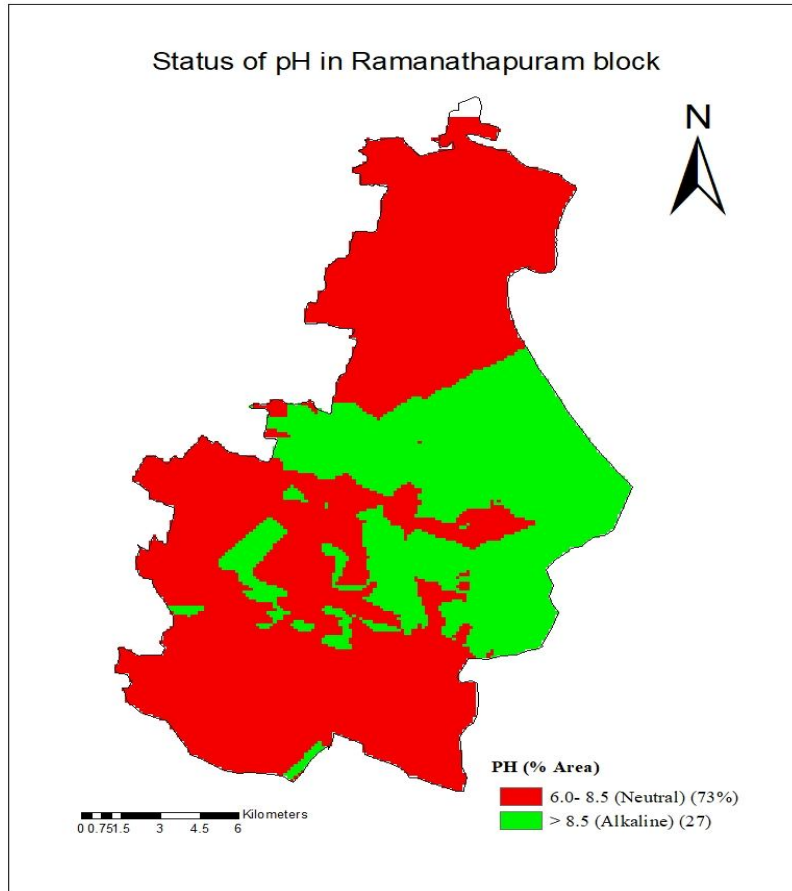 Status of pH in Ramanathapuram block
N
PH (% Area)
6.0- 8.5 (Neutral) (73%)
> 8.5 (Alkaline) (27)
Kilometers
0 0.751.5 3 4.5 6